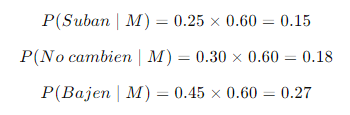 P(Suban | M) = 0.25 × 0.60 = 0.15
P(No cambien | M) = 0.30 × 0.60 = 0.18
P(Bajen | M) = 0.45 × 0.60 = 0.27